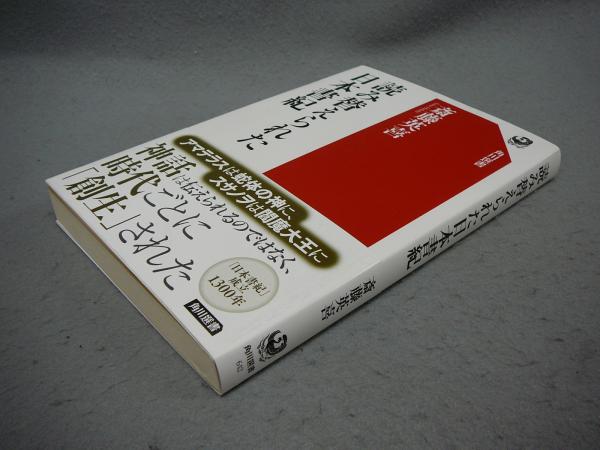 読み替えられた
日本書紀
斎藤英喜
角川選書
アマテラスは蛇体の神に、
スサノヲは閻魔大王に
神話は伝えられるのではなく、
時代ごとに
「創生」された
『日本書紀』
成立
1300年
角川選書
読み替えられた日本書紀
斎藤英喜
角川選書
642